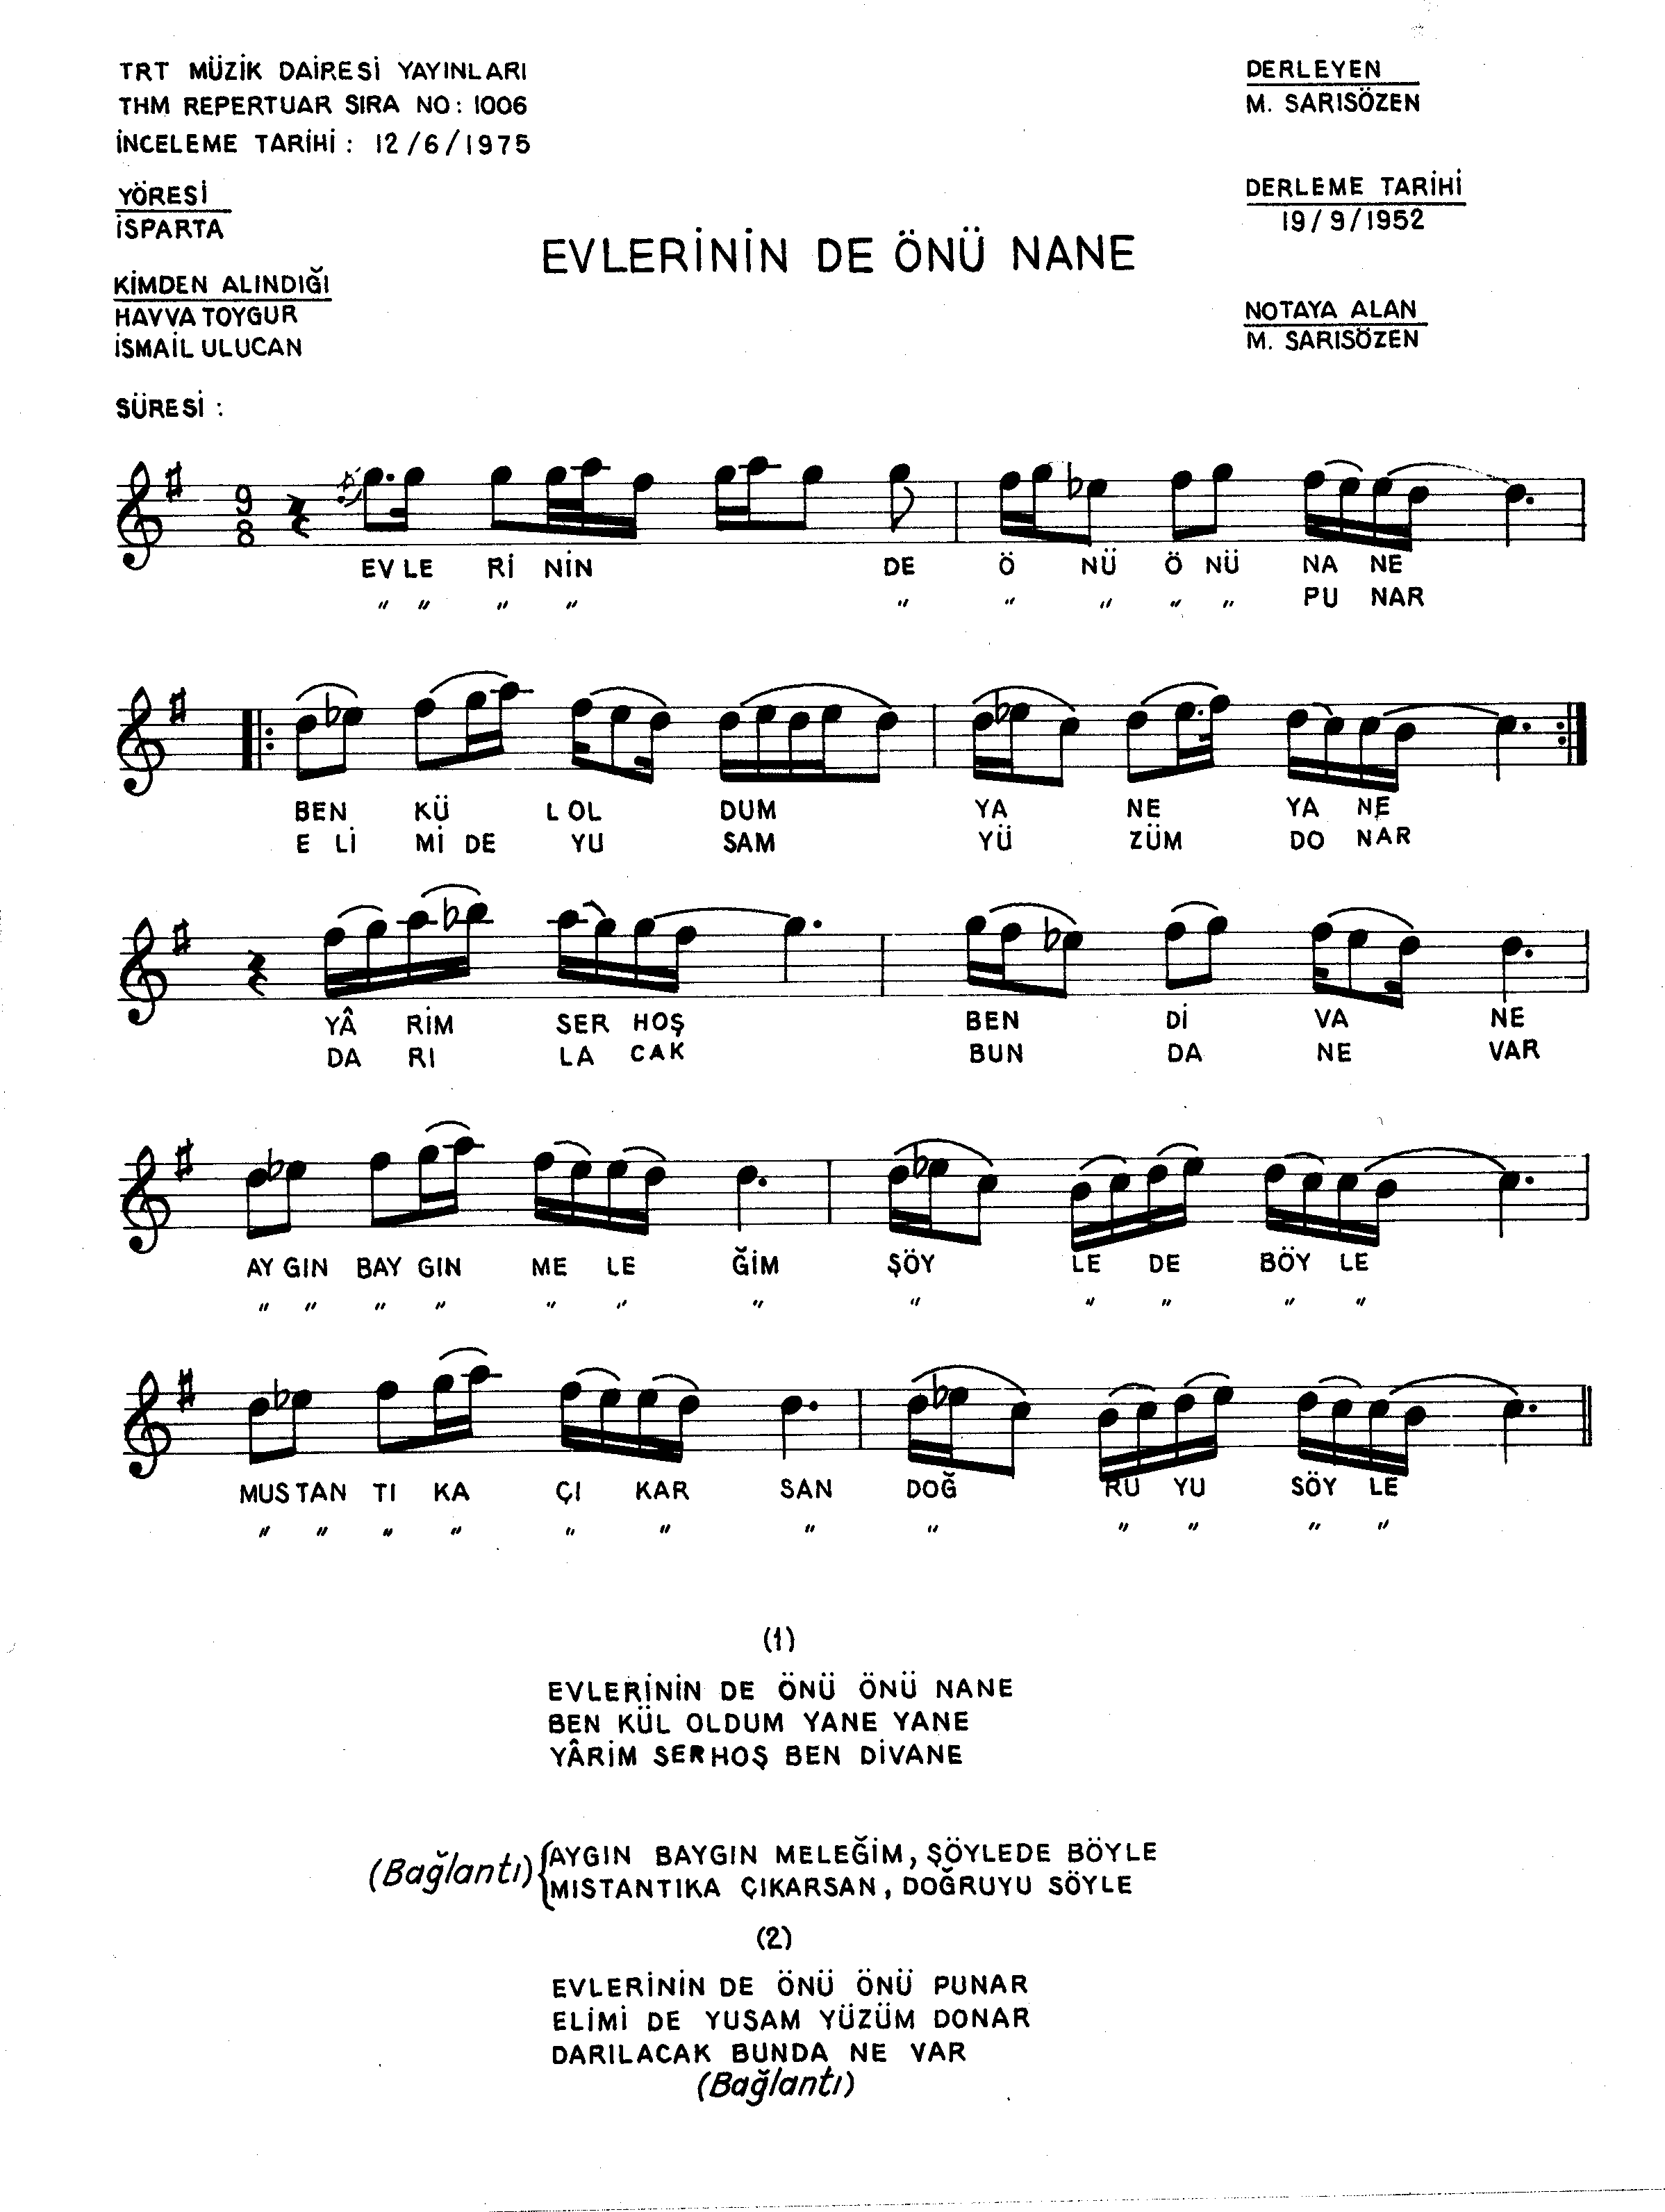 TRT MÜZİK DAİRESİ YAYINLARI
THM REPERTUAR SIRA NO: 1006
İNCELEME TARİHİ: 12/6/1975
YÖRESİ
İSPARTA
KİMDEN ALINDIĞI
HAVVA TOYGUR
İSMAİL ULUCAN
SÜRESİ :
DERLEYEN
M. SARISÖZEN
DERLEME TARİHİ
19/9/1952
NOTAYA ALAN
M. SARISÖZEN
EVLERİNİN DE ÖNÜ NANE
9
8
EV LE Rİ NİN DE Ö NÜ Ö NÜ NA NE
" " " " " " " " " PU NAR
BEN KÜ L OL DUM YA NE YA NE
E Lİ Mİ DE YU SAM YÜ ZÜM DO NAR
YÂ RİM SER HOŞ BEN Dİ VA NE
DA RI LA CAK BUN DA NE VAR
AY GIN BAY GIN ME LE ĞİM ŞÖY LE DE BÖY LE
" " " " " " " " " " " "
MUS TAN TI KA ÇI KAR SAN DOĞ RU YU SÖY LE
" " " " " " " " " " " "
(1)
EVLERİNİN DE ÖNÜ ÖNÜ NANE
BEN KÜL OLDUM YANE YANE
YÂRİM SERHOŞ BEN DİVANE
(Bağlantı) {AYGIN BAYGIN MELEĞİM, ŞÖYLEDE BÖYLE
MISTANTIKA ÇIKARSAN, DOĞRUYU SÖYLE
(2)
EVLERİNİN DE ÖNÜ ÖNÜ PUNAR
ELİMİ DE YUSAM YÜZÜM DONAR
DARILACAK BUNDA NE VAR
(Bağlantı)